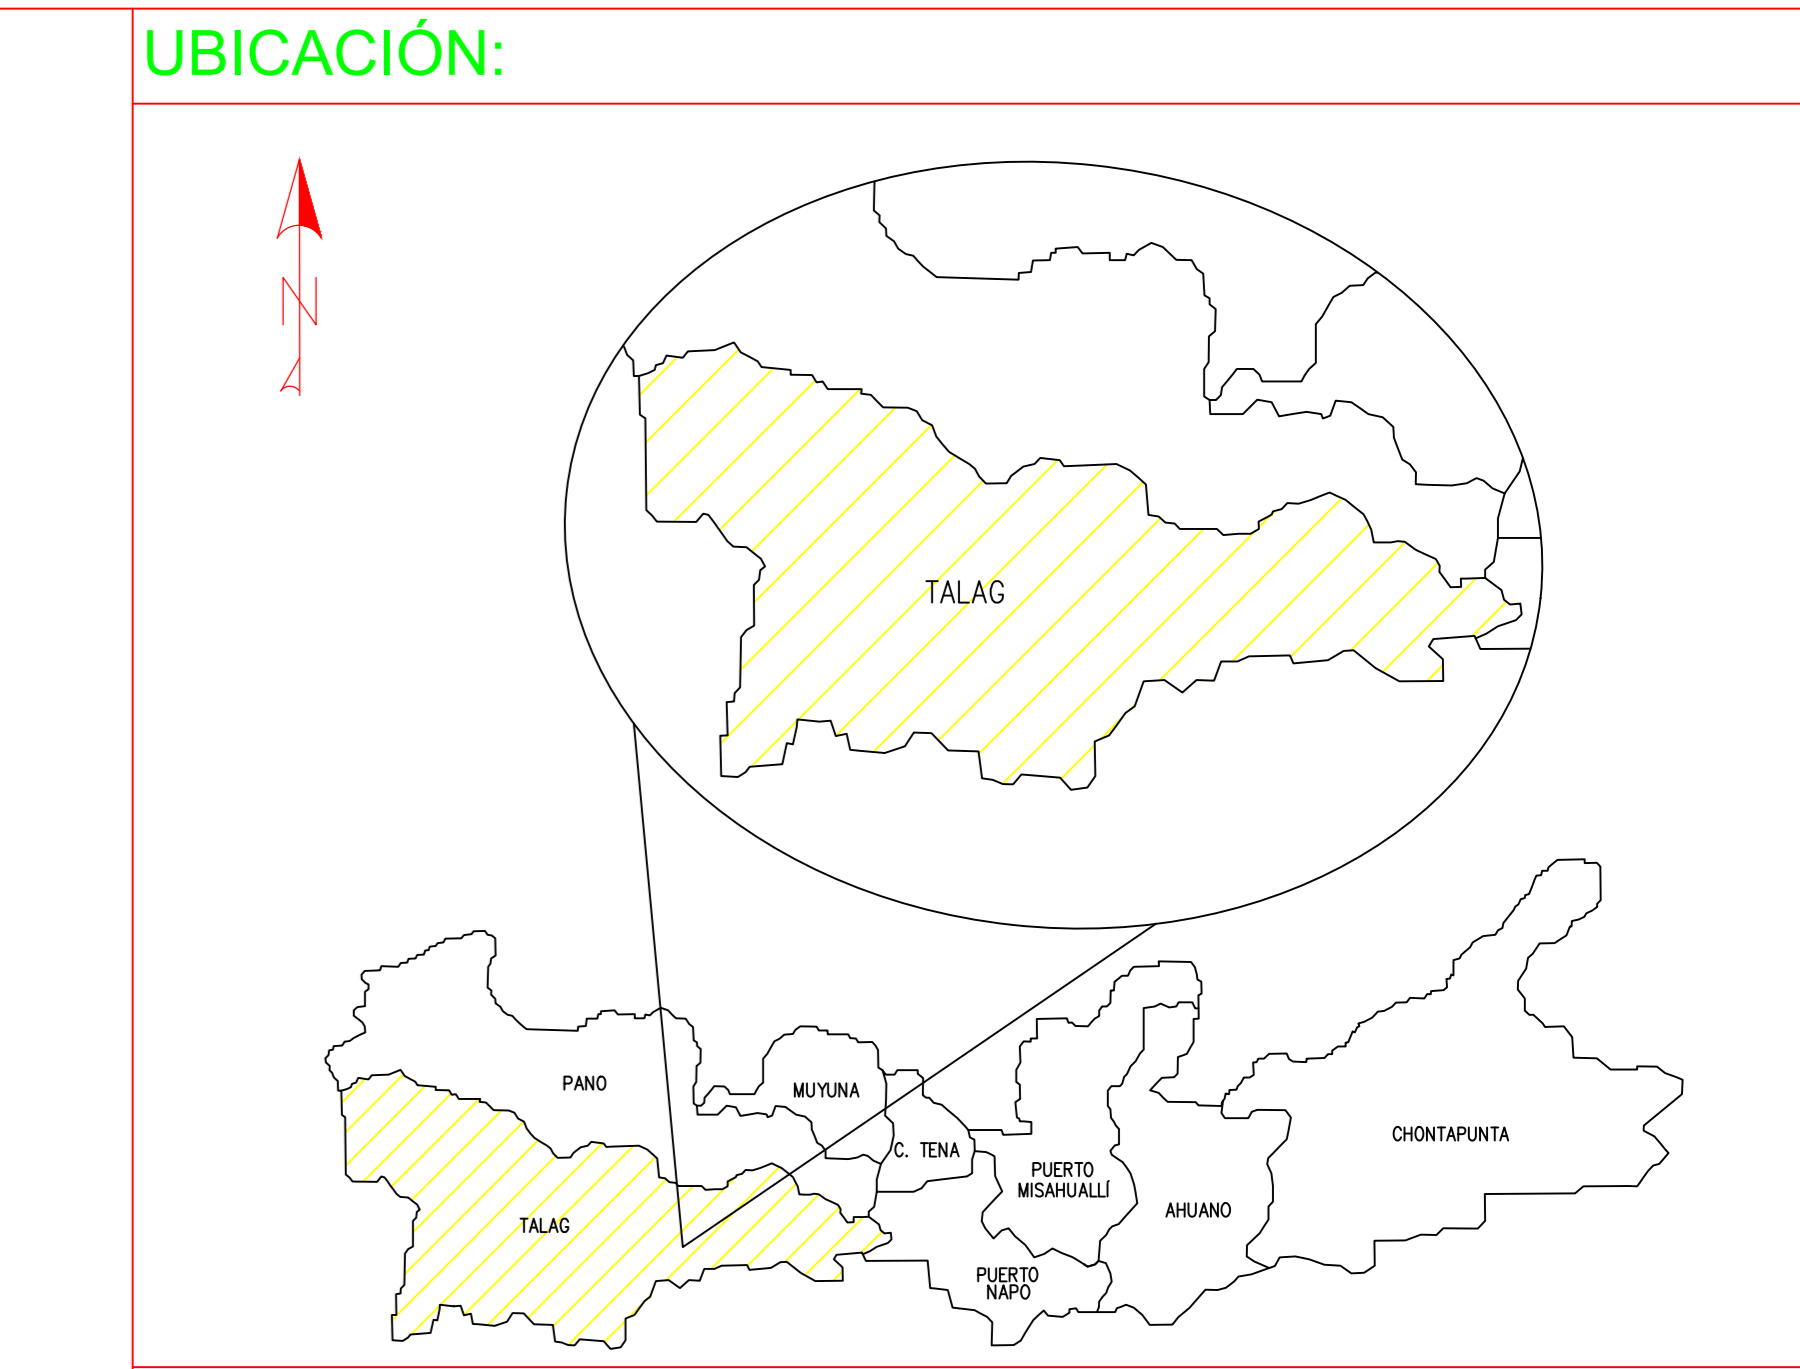 UBICACIÓN:
N
TALAG
PANO
MUYUNA
C. TENA
CHONTAPUNTA
PUERTO
MISAHUALLÍ
AHUANO
TALAG
PUERTO
NAPO